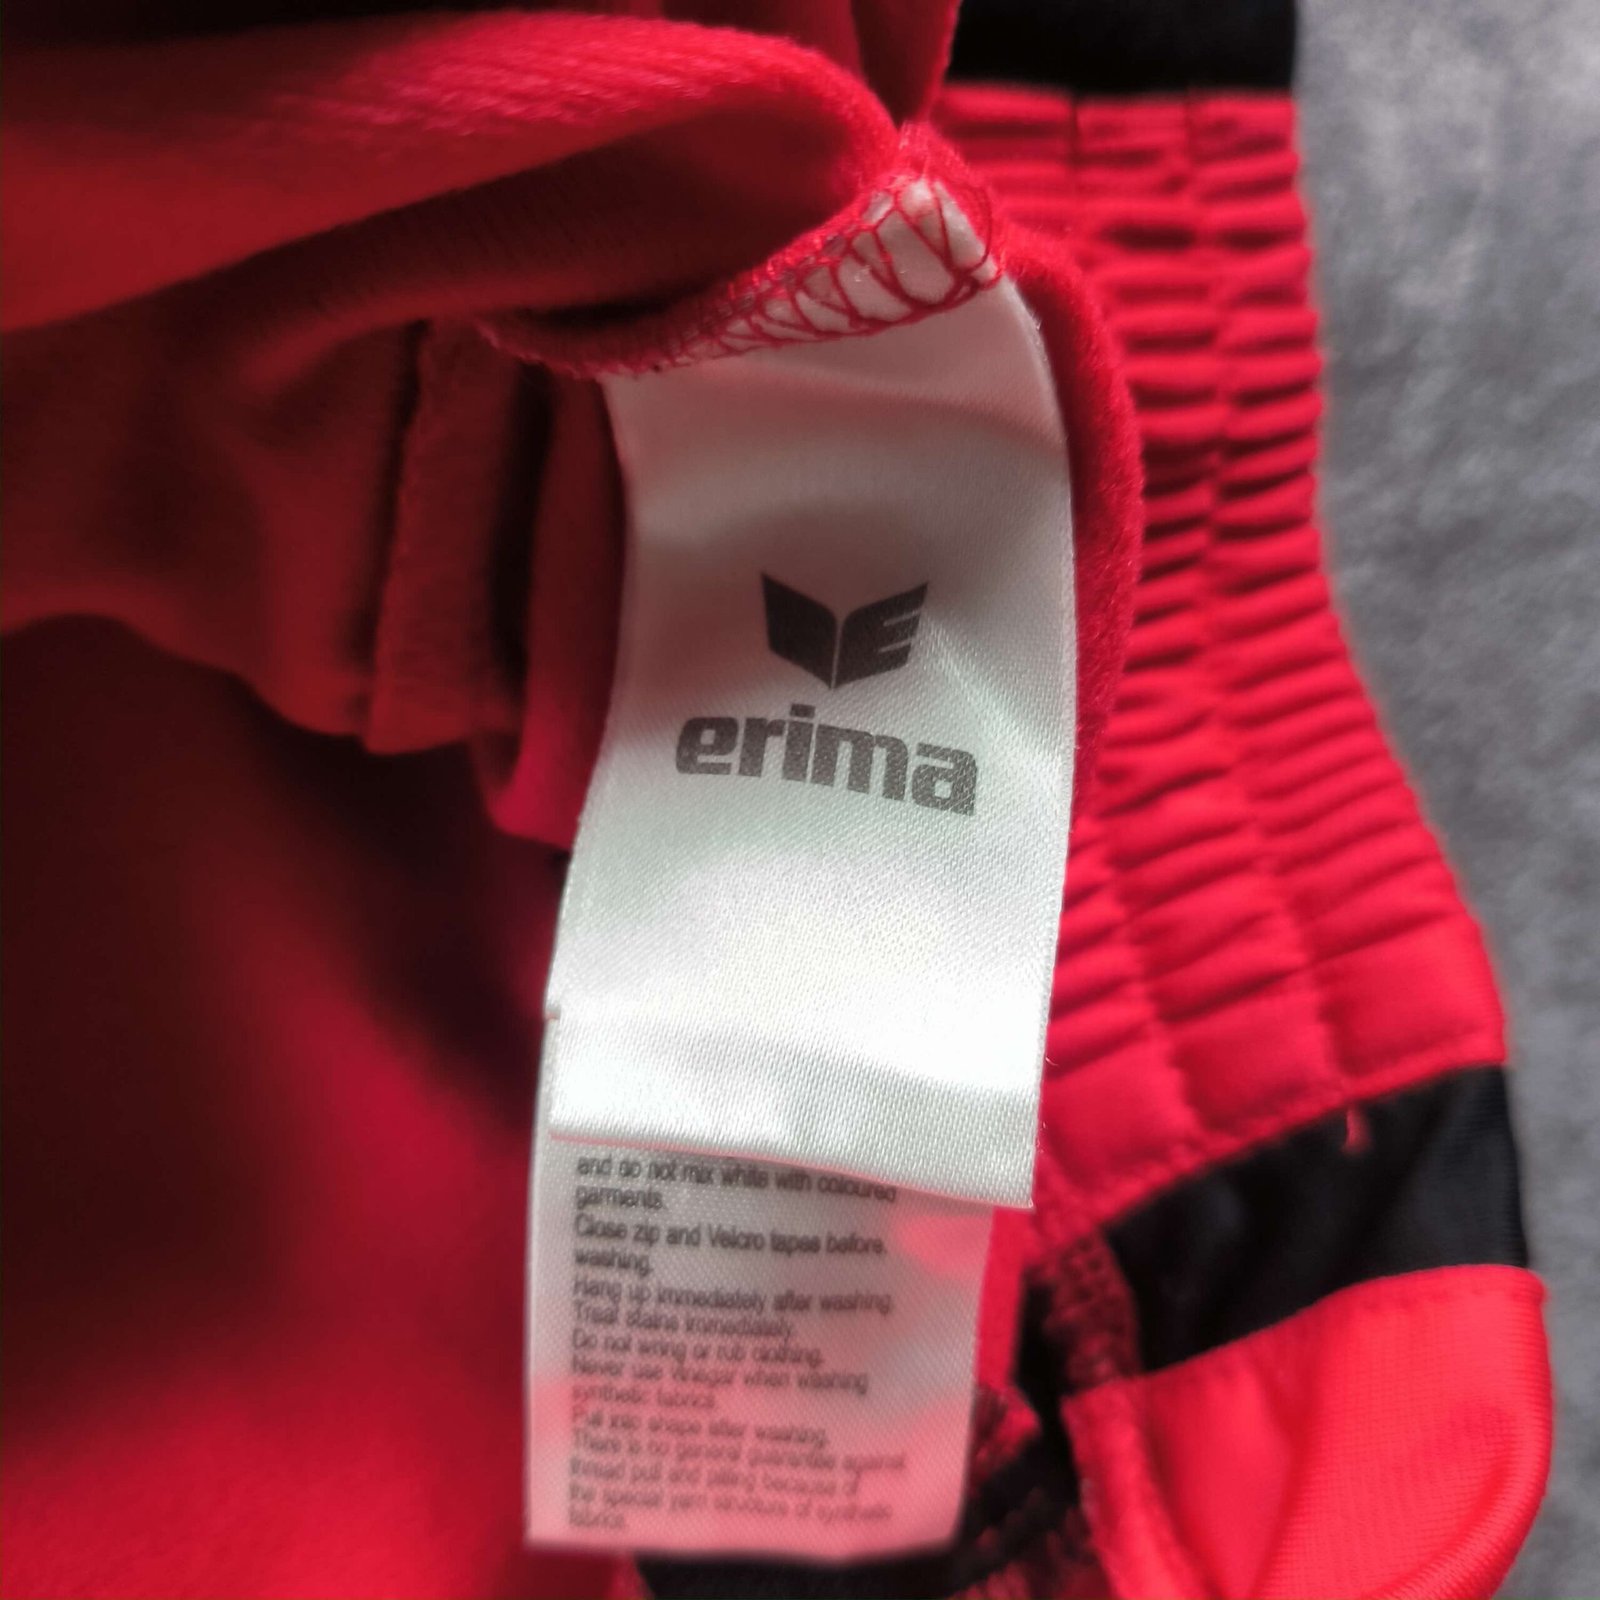 erima
and do not mix white with coloured
garments.
Close zip and Velcro tapes before
washing.
Hang up immediately after washing.
Treat stains immediately.
Do not wring or rub clothing.
Never use Vinegar when washing
synthetic fabrics.
Pull into shape after washing.
There is no general guarantee against
thread pull and pilling because of
the special yarn structure of synthetic
fabrics.